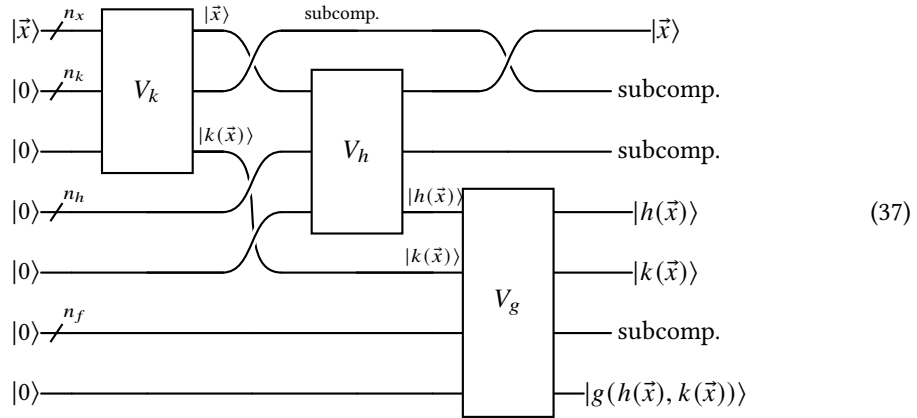 |x⃗⟩ n_x |x⃗⟩ subcomp. |x⃗⟩
|0⟩ n_k V_k subcomp.
|0⟩ |k(x⃗)⟩ V_h subcomp.
|0⟩ n_h |h(x⃗)⟩ |h(x⃗)⟩ (37)
|0⟩ |k(x⃗)⟩ |k(x⃗)⟩
V_g
|0⟩ n_f subcomp.
|0⟩ |g(h(x⃗), k(x⃗))⟩